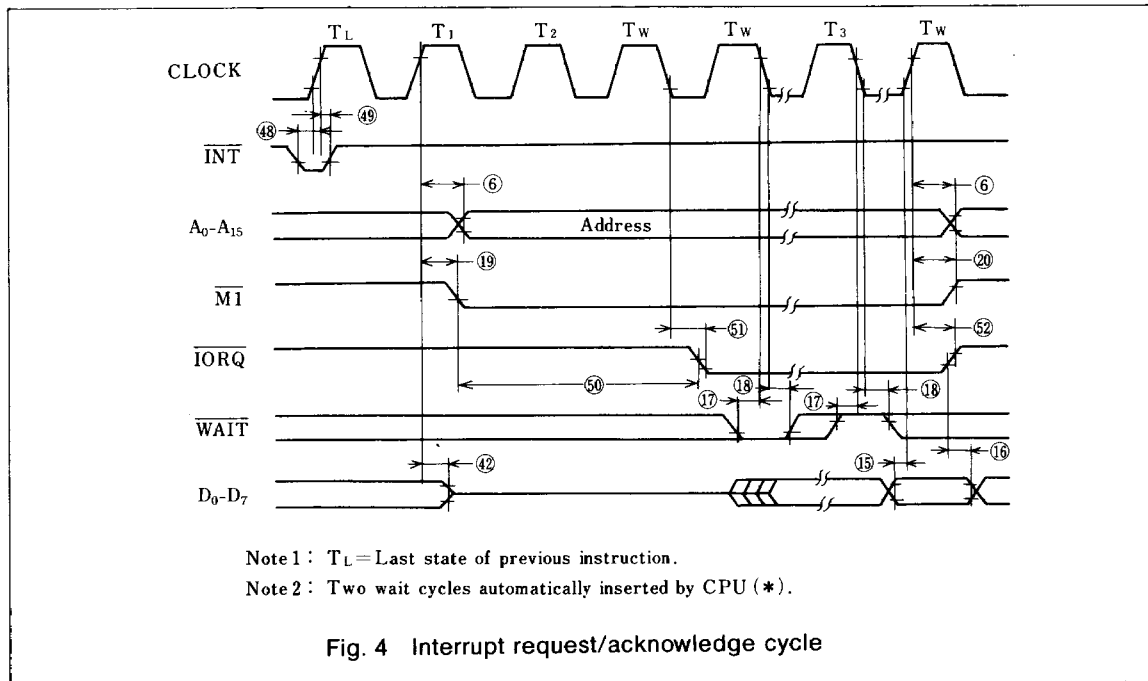 TL T1 T2 TW TW T3 TW
CLOCK
㊽ ㊾
INT
⑥ ⑥
A0-A15 Address
⑲ ⑳
M1
51 52
IORQ
50 ⑱ ⑱
⑰ ⑰
WAIT
㊷ ⑮ ⑯
D0-D7
Note 1 : TL=Last state of previous instruction.
Note 2 : Two wait cycles automatically inserted by CPU (*).
Fig. 4 Interrupt request/acknowledge cycle